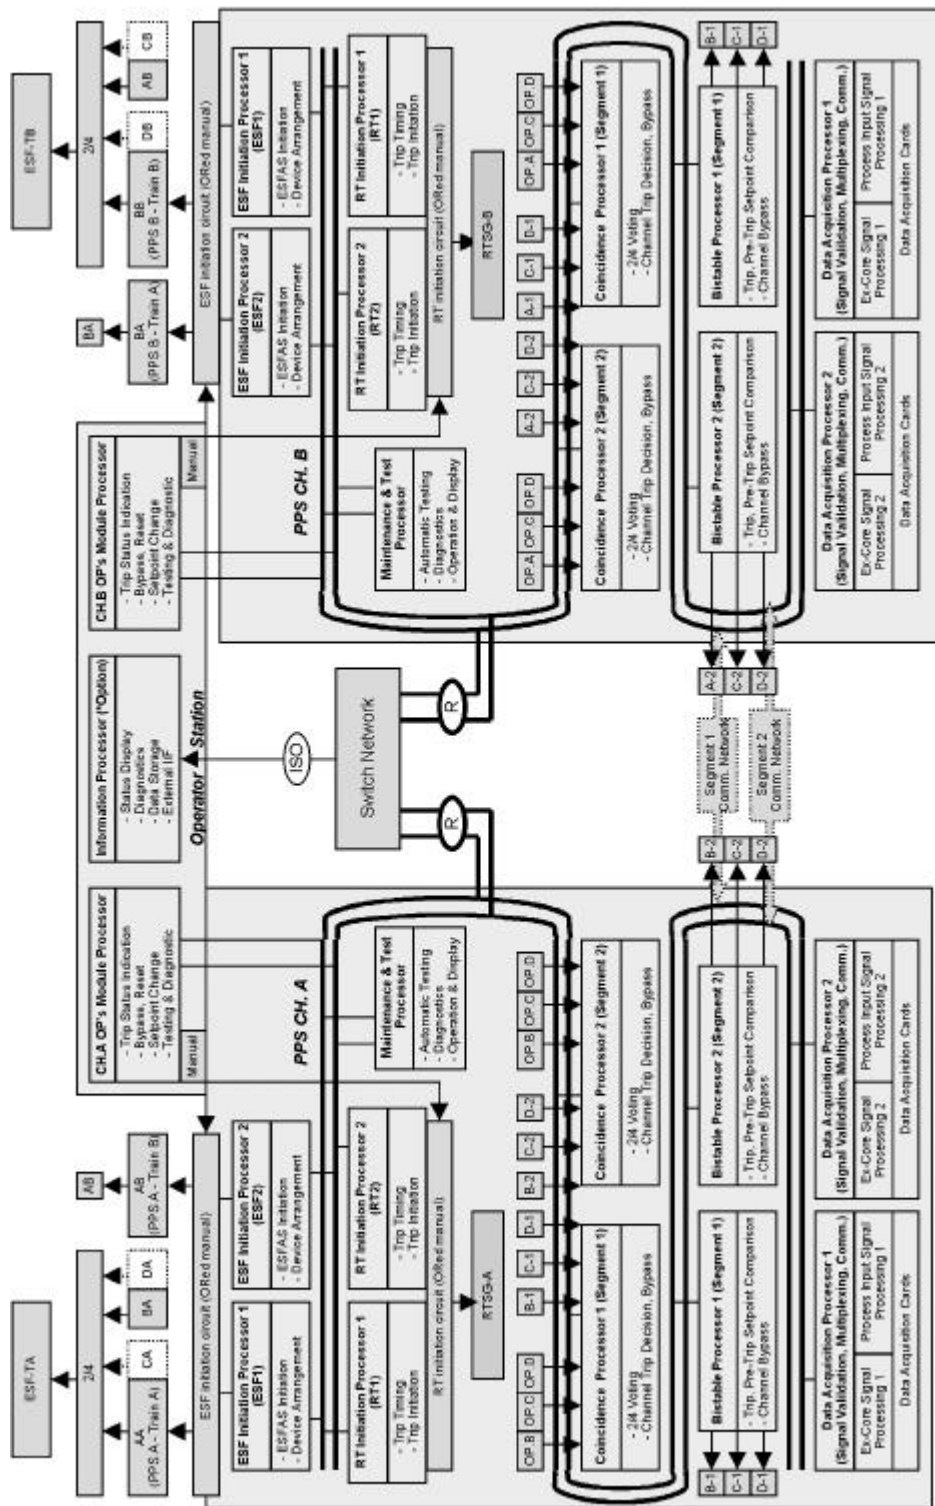 ESF-TA
2/4
AA
(PPS A - Train A)
CA
BA
DA
AB
AB
(PPS A - Train B)
ESF initiation circuit (ORed manual)
ESF Initiation Processor 1
(ESF1)
- ESFAS Initiation
- Device Arrangement
ESF Initiation Processor 2
(ESF2)
- ESFAS Initiation
- Device Arrangement
RT Initiation Processor 1
(RT1)
- Trip Timing
- Trip Initiation
RT Initiation Processor 2
(RT2)
- Trip Timing
- Trip Initiation
RT initiation circuit (ORed manual)
RTSG-A
PPS CH. A
Maintenance & Test
Processor
- Automatic Testing
- Diagnostics
- Operation & Display
OP.B
OP.C
OP.D
B-1
C-1
D-1
B-2
C-2
D-2
OP.B
OP.C
OP.D
Coincidence Processor 1 (Segment 1)
- 2/4 Voting
- Channel Trip Decision, Bypass
Coincidence Processor 2 (Segment 2)
- 2/4 Voting
- Channel Trip Decision, Bypass
B-1
C-1
D-1
Bistable Processor 1 (Segment 1)
- Trip, Pre-Trip Setpoint Comparison
- Channel Bypass
Bistable Processor 2 (Segment 2)
- Trip, Pre-Trip Setpoint Comparison
- Channel Bypass
B-2
C-2
D-2
Data Acquisition Processor 1
(Signal Validation, Multiplexing, Comm.)
Ex-Core Signal
Processing 1
Process Input Signal
Processing 1
Data Acquisition Cards
Data Acquisition Processor 2
(Signal Validation, Multiplexing, Comm.)
Ex-Core Signal
Processing 2
Process Input Signal
Processing 2
Data Acquisition Cards
CH.A OP's Module Processor
- Trip Status Indication
- Bypass, Reset
- Setpoint Change
- Testing & Diagnostic
Manual
Information Processor (*Option)
- Status Display
- Diagnostics
- Data Storage
- External I/F
Operator Station
CH.B OP's Module Processor
- Trip Status Indication
- Bypass, Reset
- Setpoint Change
- Testing & Diagnostic
Manual
ISO
Switch Network
R
R
Segment 1
Comm. Network
Segment 2
Comm. Network
BA
BA
(PPS B - Train A)
ESF-TB
2/4
BB
(PPS B - Train B)
DB
AB
CB
ESF initiation circuit (ORed manual)
ESF Initiation Processor 2
(ESF2)
- ESFAS Initiation
- Device Arrangement
ESF Initiation Processor 1
(ESF1)
- ESFAS Initiation
- Device Arrangement
PPS CH. B
Maintenance & Test
Processor
- Automatic Testing
- Diagnostics
- Operation & Display
RT Initiation Processor 2
(RT2)
- Trip Timing
- Trip Initiation
RT Initiation Processor 1
(RT1)
- Trip Timing
- Trip Initiation
RT initiation circuit (ORed manual)
RTSG-B
OP.A
OP.C
OP.D
A-2
C-2
D-2
A-1
C-1
D-1
OP.A
OP.C
OP.D
Coincidence Processor 2 (Segment 2)
- 2/4 Voting
- Channel Trip Decision, Bypass
Coincidence Processor 1 (Segment 1)
- 2/4 Voting
- Channel Trip Decision, Bypass
A-2
C-2
D-2
Bistable Processor 2 (Segment 2)
- Trip, Pre-Trip Setpoint Comparison
- Channel Bypass
Bistable Processor 1 (Segment 1)
- Trip, Pre-Trip Setpoint Comparison
- Channel Bypass
B-1
C-1
D-1
Data Acquisition Processor 2
(Signal Validation, Multiplexing, Comm.)
Ex-Core Signal
Processing 2
Process Input Signal
Processing 2
Data Acquisition Cards
Data Acquisition Processor 1
(Signal Validation, Multiplexing, Comm.)
Ex-Core Signal
Processing 1
Process Input Signal
Processing 1
Data Acquisition Cards